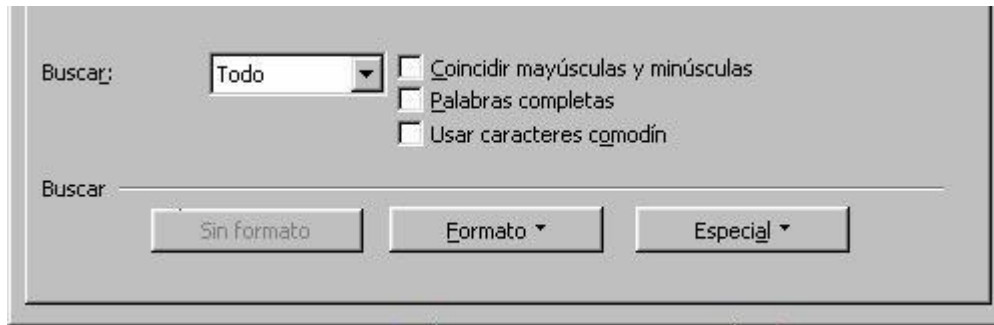 Buscar: Todo Coincidir mayúsculas y minúsculas
Palabras completas
Usar caracteres comodín
Buscar
Sin formato Formato Especial